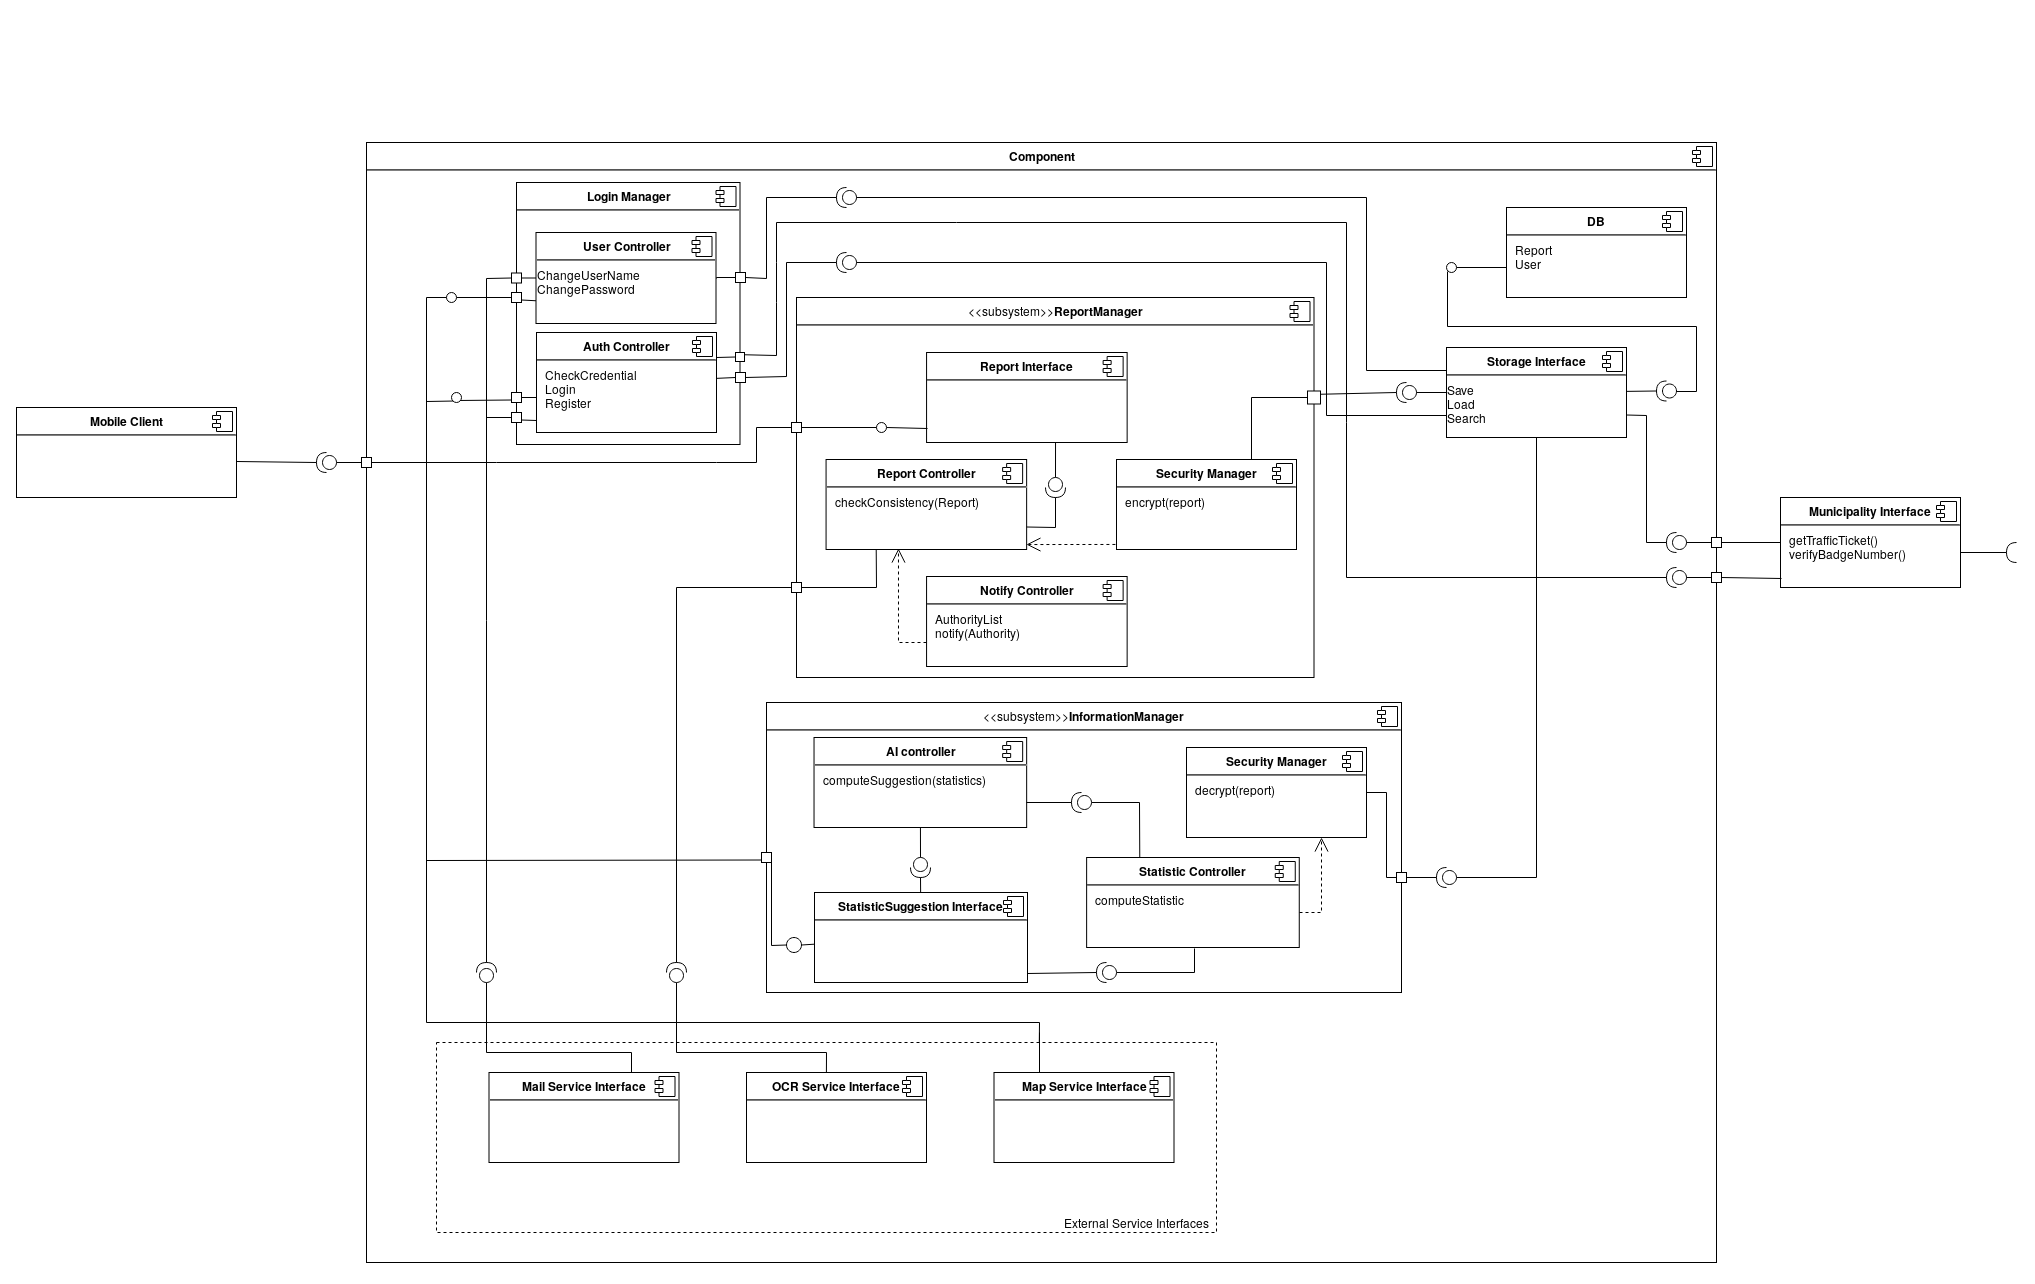 Component
Login Manager
User Controller
ChangeUserName
ChangePassword
Auth Controller
CheckCredential
Login
Register
DB
Report
User
<<subsystem>>ReportManager
Report Interface
Storage Interface
Save
Load
Search
Mobile Client
Report Controller
checkConsistency(Report)
Security Manager
encrypt(report)
Municipality Interface
getTrafficTicket()
verifyBadgeNumber()
Notify Controller
AuthorityList
notify(Authority)
<<subsystem>>InformationManager
AI controller
computeSuggestion(statistics)
Security Manager
decrypt(report)
Statistic Controller
computeStatistic
StatisticSuggestion Interface
Mail Service Interface
OCR Service Interface
Map Service Interface
External Service Interfaces